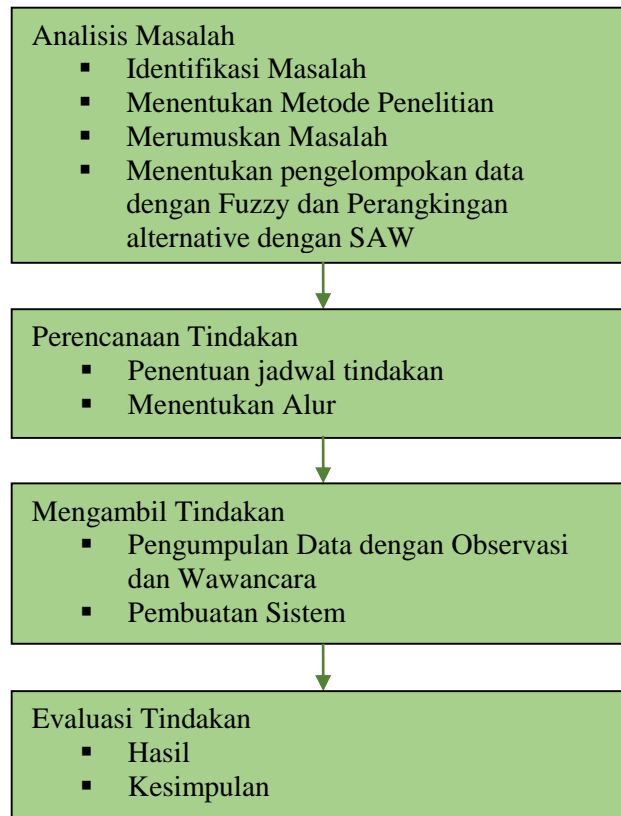 Analisis Masalah
▪ Identifikasi Masalah
▪ Menentukan Metode Penelitian
▪ Merumuskan Masalah
▪ Menentukan pengelompokan data
dengan Fuzzy dan Perangkingan
alternative dengan SAW
Perencanaan Tindakan
▪ Penentuan jadwal tindakan
▪ Menentukan Alur
Mengambil Tindakan
▪ Pengumpulan Data dengan Observasi
dan Wawancara
▪ Pembuatan Sistem
Evaluasi Tindakan
▪ Hasil
▪ Kesimpulan